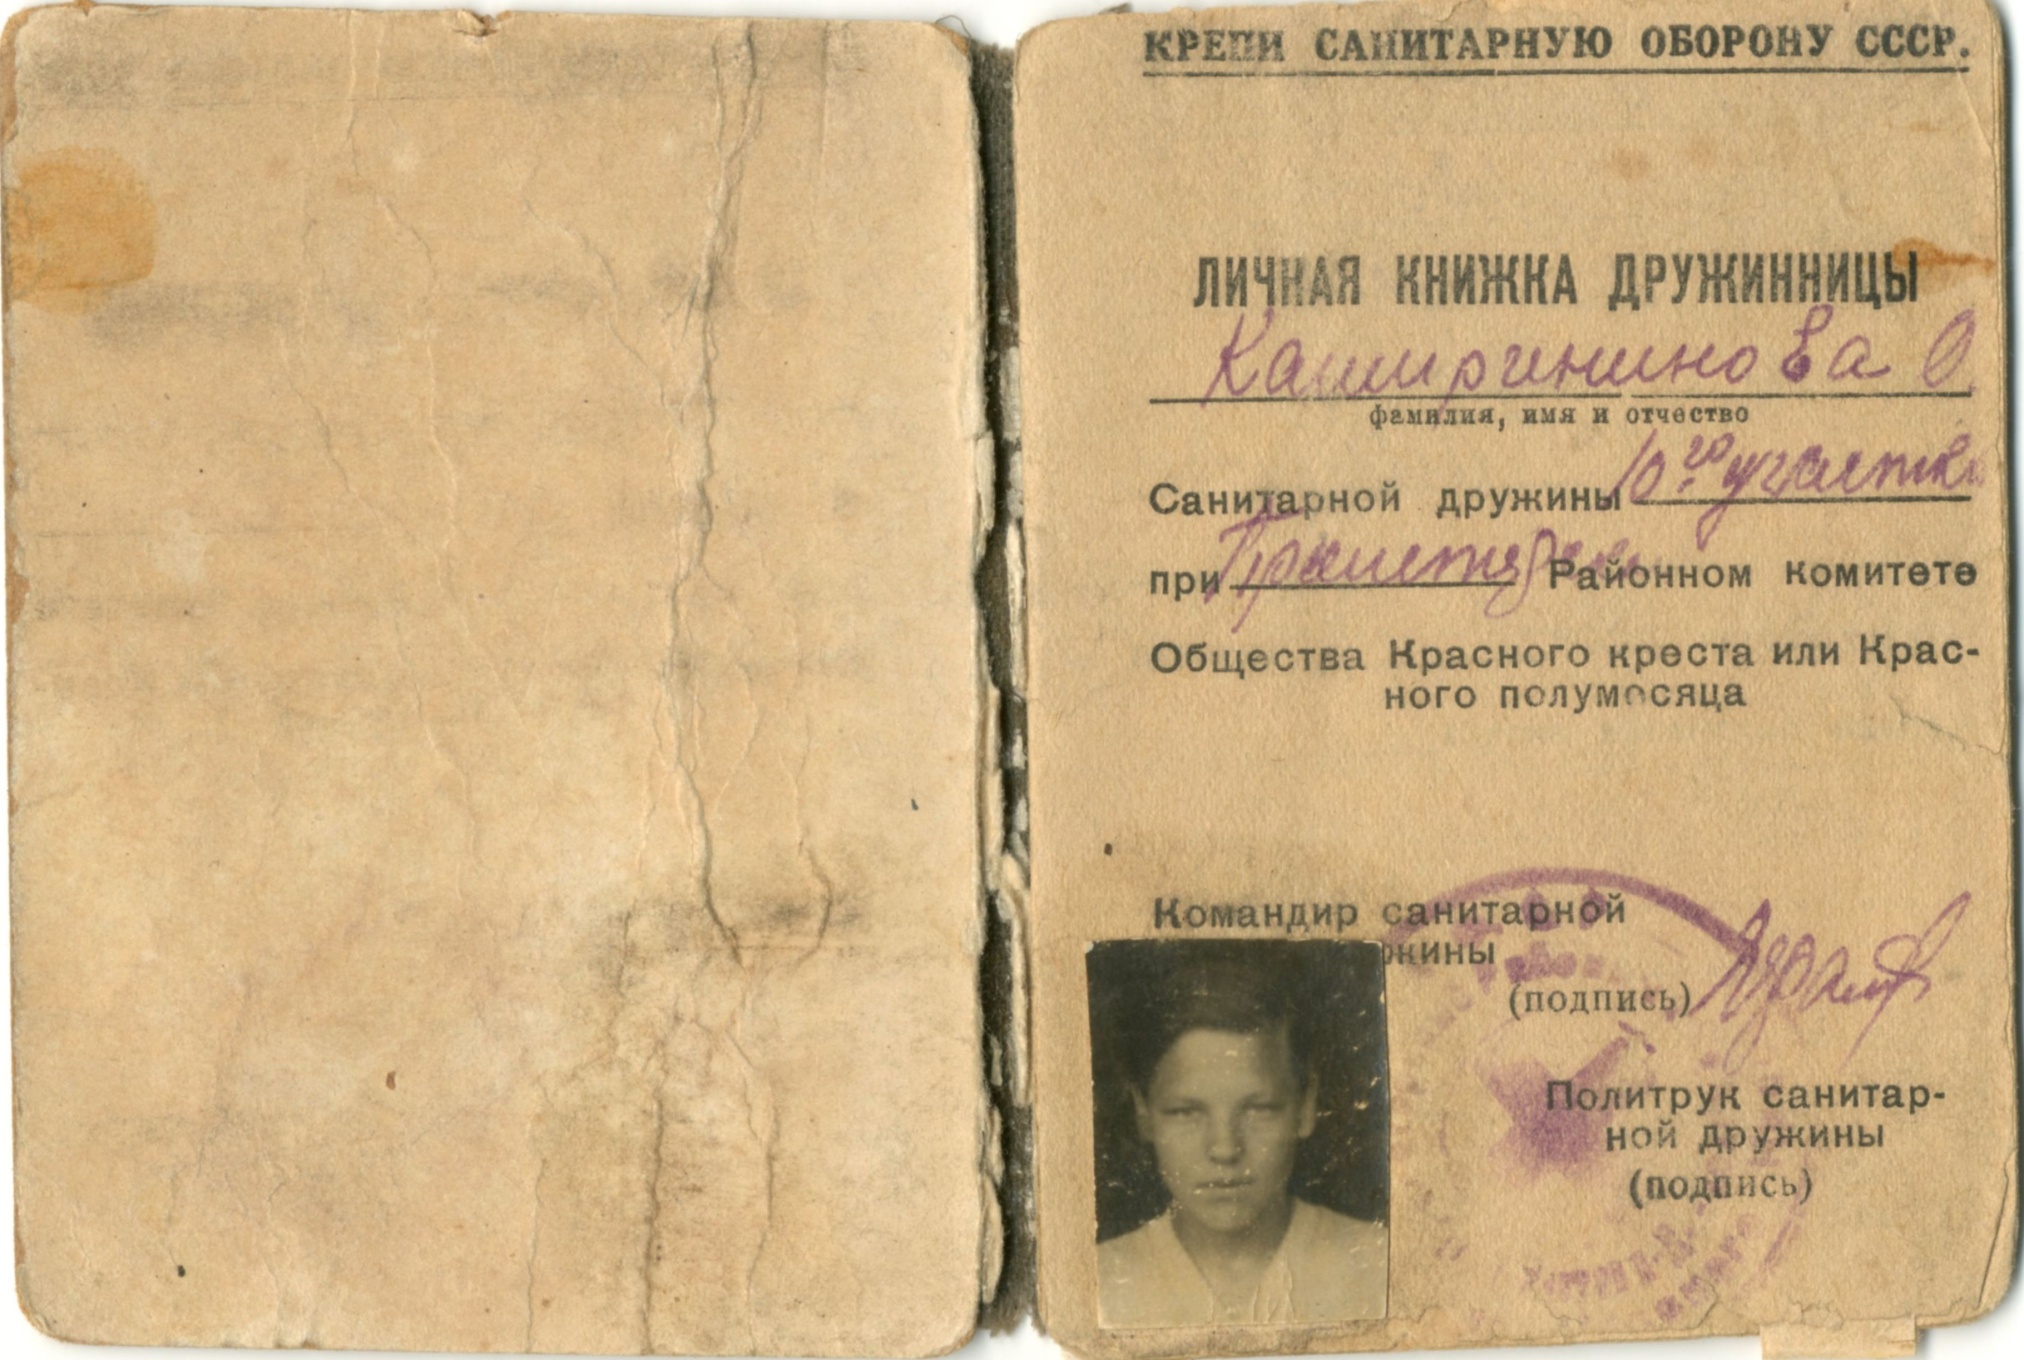 КРЕПИ САНИТАРНУЮ ОБОРОНУ СССР.
ЛИЧНАЯ КНИЖКА ДРУЖИННИЦЫ
О.
фамилия, имя и отчество
Санитарной дружины 10го участка
при Районном комитете
Общества Красного креста или Крас-
ного полумесяца
Командир санитарной
жины
(подпись)
Политрук санитар-
ной дружины
(подпись)